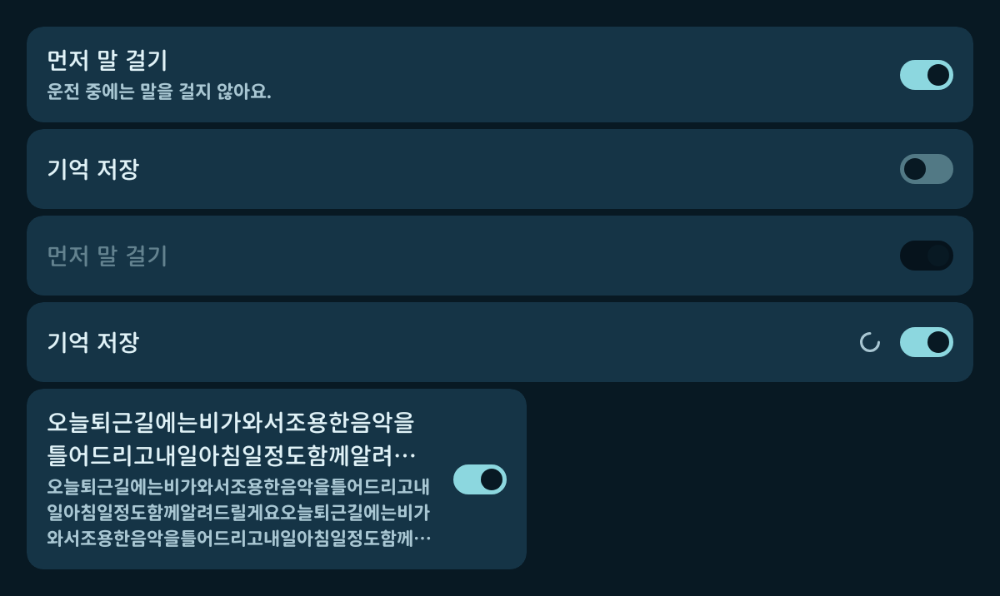 먼저 말 걸기
운전 중에는 말을 걸지 않아요.
기억 저장
먼저 말 걸기
기억 저장
오늘퇴근길에는비가와서조용한음악을
틀어드리고내일아침일정도함께알려…
오늘퇴근길에는비가와서조용한음악을틀어드리고내
일아침일정도함께알려드릴게요오늘퇴근길에는비가
와서조용한음악을틀어드리고내일아침일정도함께…